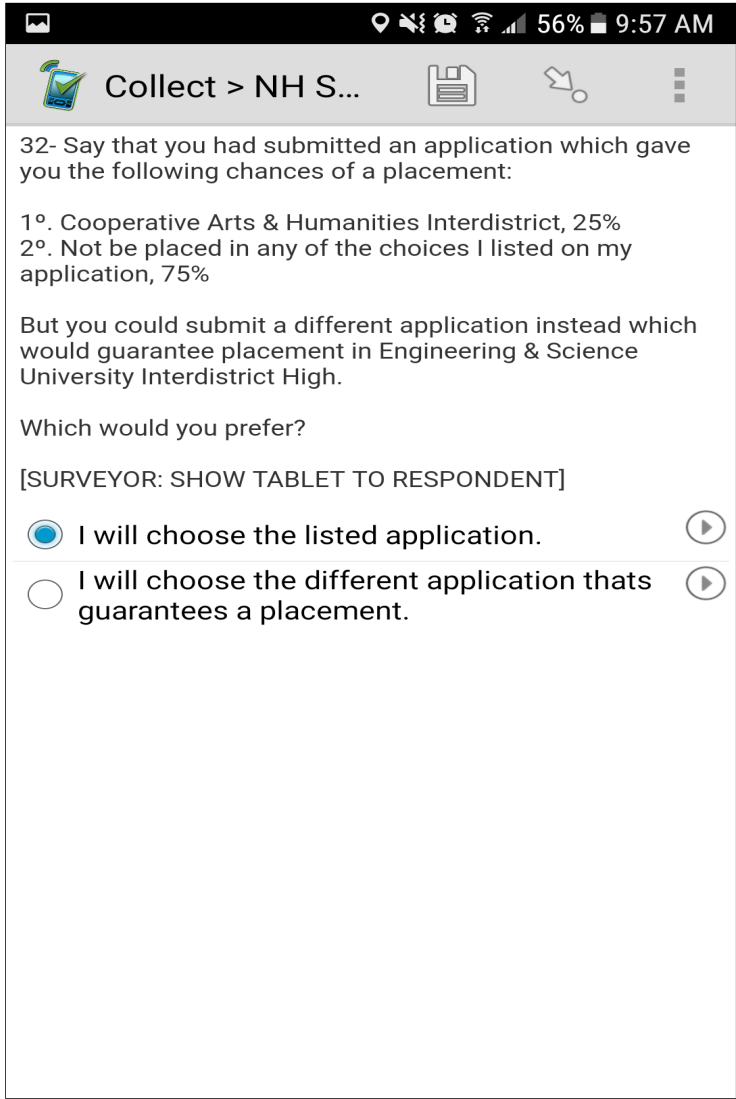 56% 9:57 AM
Collect > NH S...
32- Say that you had submitted an application which gave
you the following chances of a placement:
1º. Cooperative Arts & Humanities Interdistrict, 25%
2º. Not be placed in any of the choices I listed on my
application, 75%
But you could submit a different application instead which
would guarantee placement in Engineering & Science
University Interdistrict High.
Which would you prefer?
[SURVEYOR: SHOW TABLET TO RESPONDENT]
I will choose the listed application.
I will choose the different application thats
guarantees a placement.